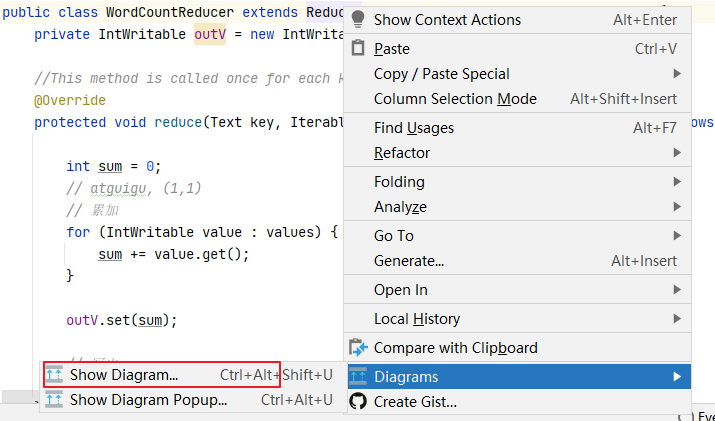 public class WordCountReducer extends Reduc
private IntWritable outV = new IntWrita
//This method is called once for each k
@Override
protected void reduce(Text key, Iterabl
ows
int sum = 0;
// atguigu, (1,1)
// 累加
for (IntWritable value : values) {
sum += value.get();
}
outV.set(sum);
Show Context Actions Alt+Enter
Paste Ctrl+V
Copy / Paste Special
Column Selection Mode Alt+Shift+Insert
Find Usages Alt+F7
Refactor
Folding
Analyze
Go To
Generate... Alt+Insert
Open In
Local History
Compare with Clipboard
Diagrams
Create Gist...
Show Diagram... Ctrl+Alt+Shift+U
Show Diagram Popup... Ctrl+Alt+U
Eve